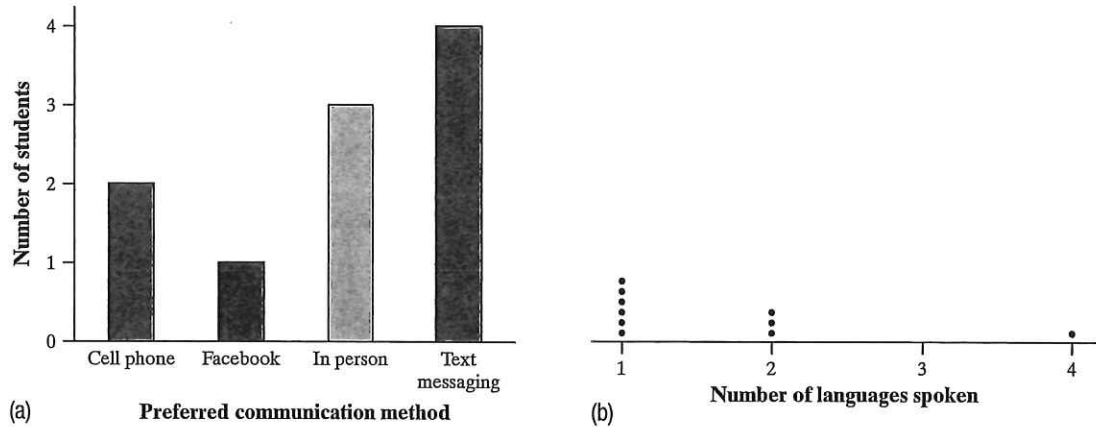 Number of students
4
3
2
1
0
Cell phone Facebook In person Text
messaging
(a) Preferred communication method
1 2 3 4
Number of languages spoken
(b)